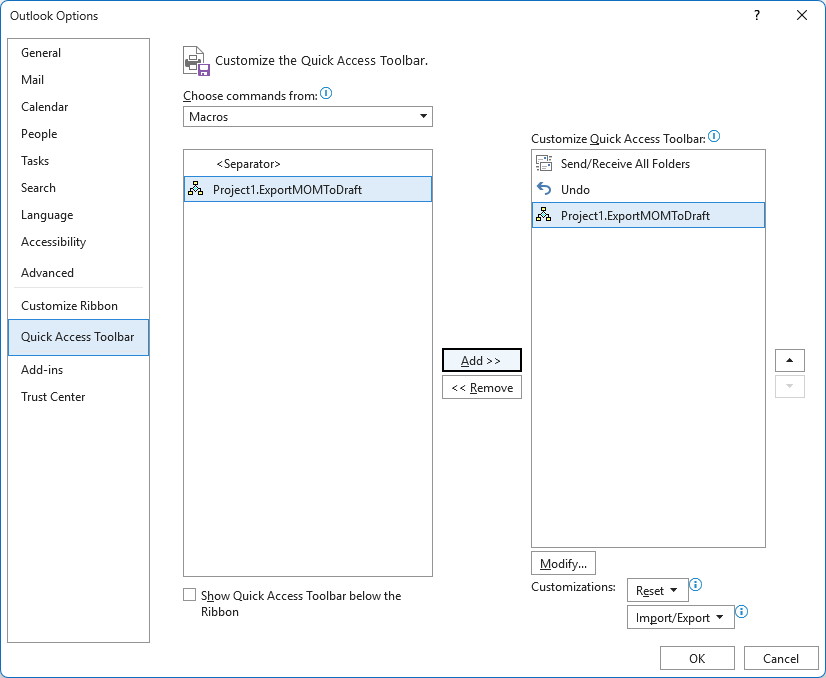 Outlook Options
?
General
Mail
Calendar
People
Tasks
Search
Language
Accessibility
Advanced
Customize Ribbon
Quick Access Toolbar
Add-ins
Trust Center
Customize the Quick Access Toolbar.
Choose commands from:
Macros
<Separator>
Project1.ExportMOMToDraft
Show Quick Access Toolbar below the
Ribbon
Add >>
<< Remove
Customize Quick Access Toolbar:
Send/Receive All Folders
Undo
Project1.ExportMOMToDraft
Modify...
Customizations:
Reset
Import/Export
OK
Cancel